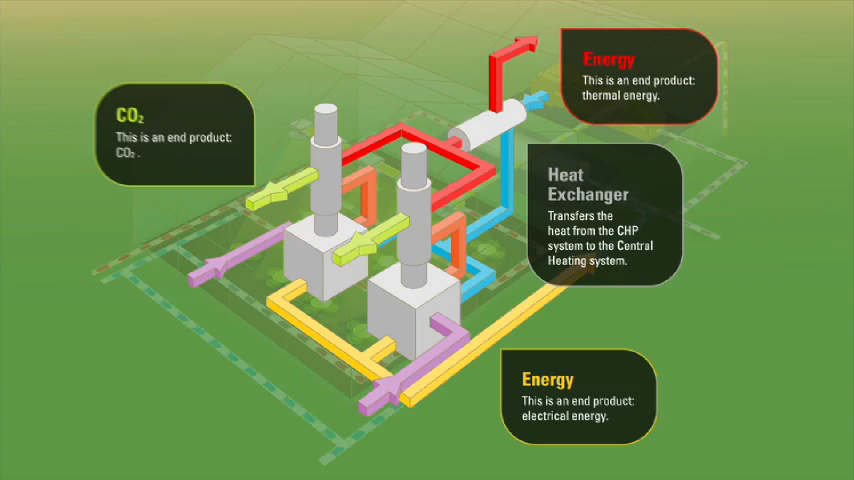 Energy
This is an end product:
thermal energy.
CO₂
This is an end product:
CO₂ .
Heat
Exchanger
Transfers the
heat from the CHP
system to the Central
Heating system.
Energy
This is an end product:
electrical energy.